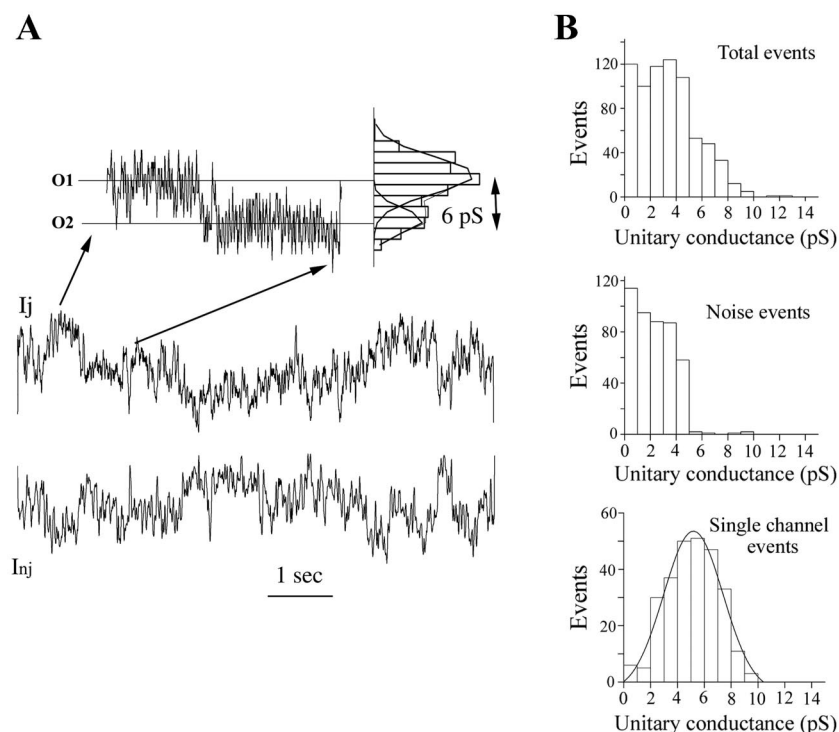 A
O1
O2
6 pS
Ij
Inj
1 sec
B
Total events
Events
120
80
40
0
0 2 4 6 8 10 12 14
Unitary conductance (pS)
Noise events
Events
120
80
40
0
0 2 4 6 8 10 12 14
Unitary conductance (pS)
Single channel
events
Events
60
40
20
0
0 2 4 6 8 10 12 14
Unitary conductance (pS)